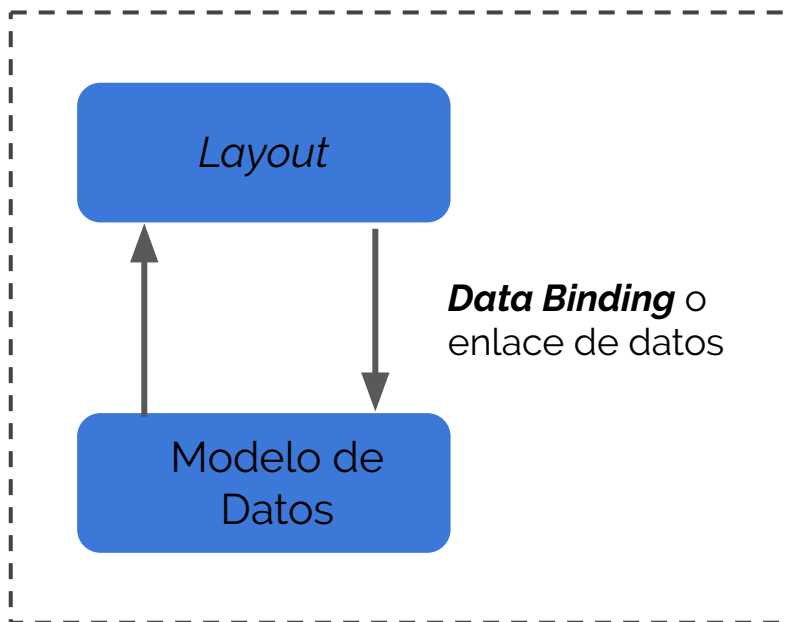 Layout
Data Binding o
enlace de datos
Modelo de
Datos